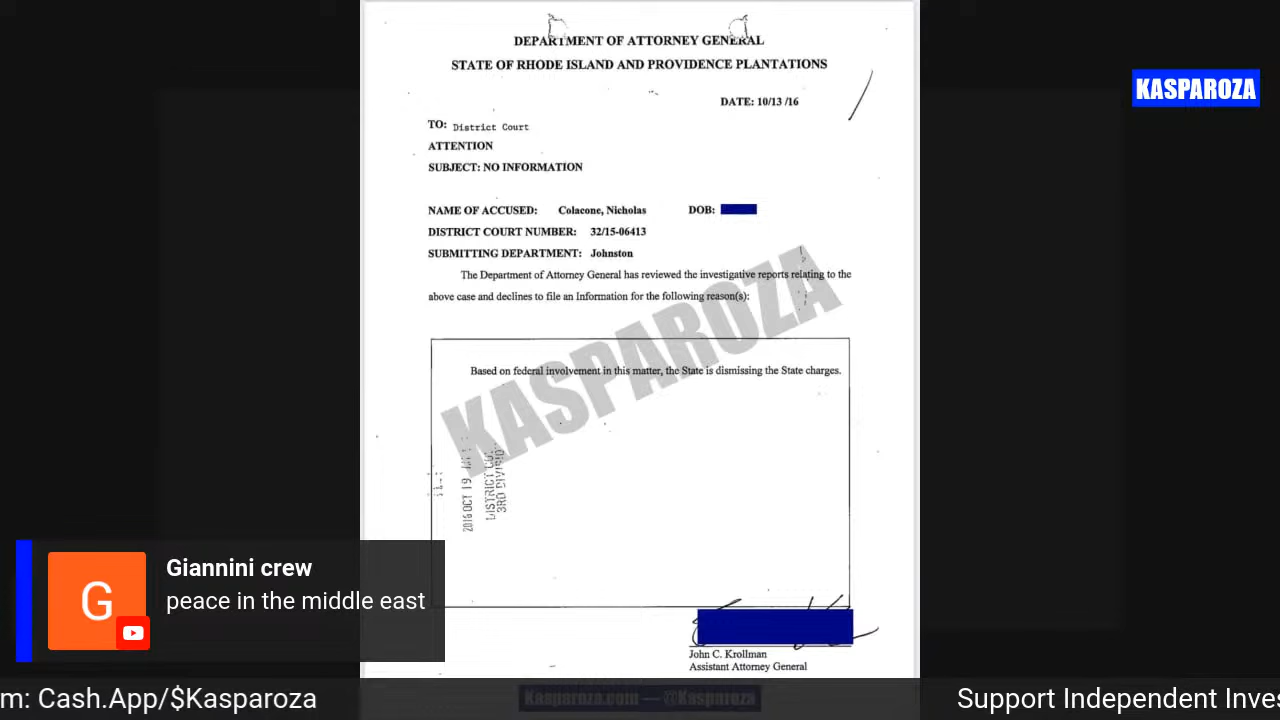 DEPARTMENT OF ATTORNEY GENERAL
STATE OF RHODE ISLAND AND PROVIDENCE PLANTATIONS
KASPAROZA
DATE: 10/13 /16
TO: District Court
ATTENTION
SUBJECT: NO INFORMATION
NAME OF ACCUSED: Colacone, Nicholas DOB:
DISTRICT COURT NUMBER: 32/15-06413
SUBMITTING DEPARTMENT: Johnston
The Department of Attorney General has reviewed the investigative reports relating to the
above case and declines to file an Information for the following reason(s):
KASPAROZA
Based on federal involvement in this matter, the State is dismissing the State charges.
2016 OCT 19
DISTRICT
3RD DIVISION
Giannini crew
G
peace in the middle east
John C. Krollman
Assistant Attorney General
m: Cash.App/$Kasparoza
Kasparoza.com — @Kasparoza
Support Independent Inves